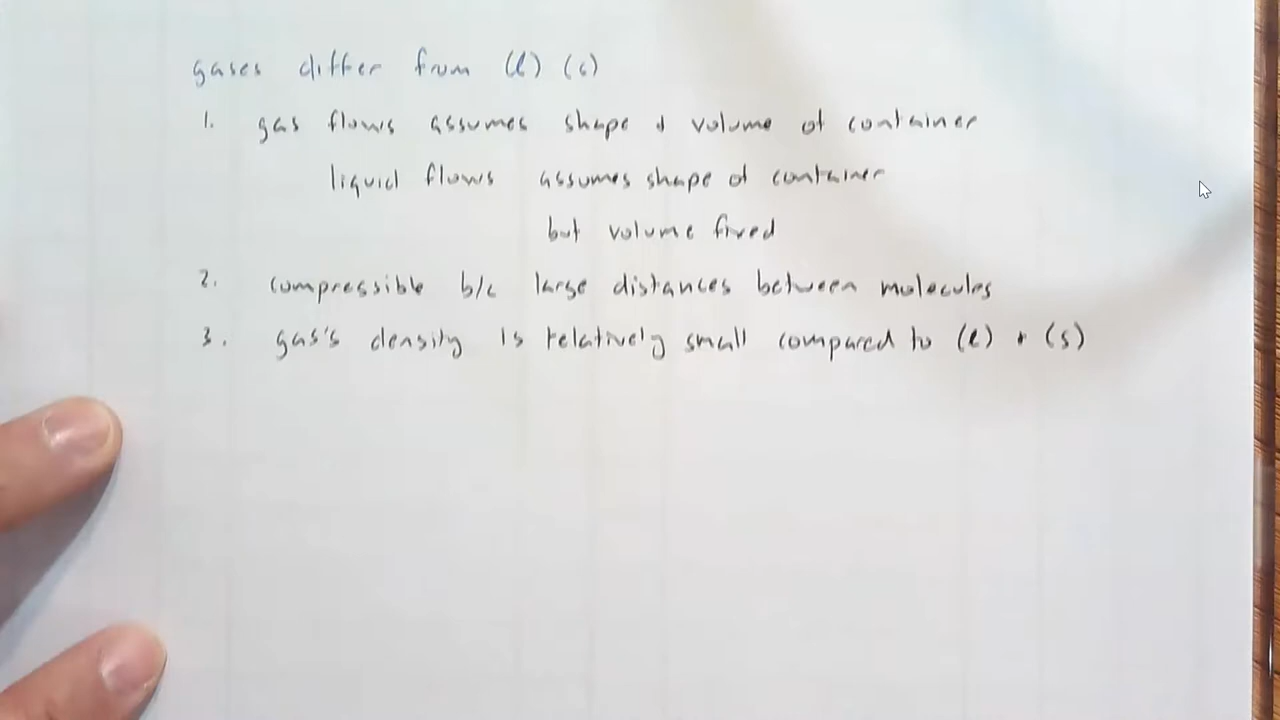 gases differ from (l) (s)
1. gas flows assumes shape + volume of container
liquid flows assumes shape of container
but volume fixed
2. compressible b/c large distances between molecules
3. gas's density is relatively small compared to (l) + (s)